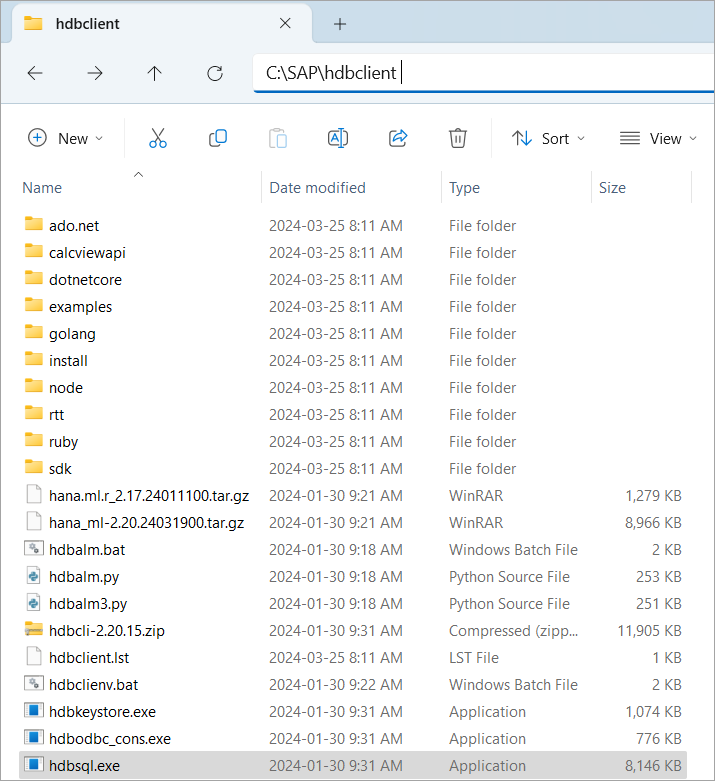 hdbclient
C:\SAP\hdbclient
New Sort View
Name Date modified Type Size
ado.net 2024-03-25 8:11 AM File folder
calcviewapi 2024-03-25 8:11 AM File folder
dotnetcore 2024-03-25 8:11 AM File folder
examples 2024-03-25 8:11 AM File folder
golang 2024-03-25 8:11 AM File folder
install 2024-03-25 8:11 AM File folder
node 2024-03-25 8:11 AM File folder
rtt 2024-03-25 8:11 AM File folder
ruby 2024-03-25 8:11 AM File folder
sdk 2024-03-25 8:11 AM File folder
hana.ml.r_2.17.24011100.tar.gz 2024-01-30 9:21 AM WinRAR 1,279 KB
hana_ml-2.20.24031900.tar.gz 2024-01-30 9:21 AM WinRAR 8,966 KB
hdbalm.bat 2024-01-30 9:18 AM Windows Batch File 2 KB
hdbalm.py 2024-01-30 9:18 AM Python Source File 253 KB
hdbalm3.py 2024-01-30 9:18 AM Python Source File 251 KB
hdbcli-2.20.15.zip 2024-01-30 9:31 AM Compressed (zipp... 11,905 KB
hdbclient.lst 2024-03-25 8:11 AM LST File 1 KB
hdbclienv.bat 2024-01-30 9:22 AM Windows Batch File 2 KB
hdbkeystore.exe 2024-01-30 9:31 AM Application 1,074 KB
hdbodbc_cons.exe 2024-01-30 9:31 AM Application 776 KB
hdbsql.exe 2024-01-30 9:31 AM Application 8,146 KB